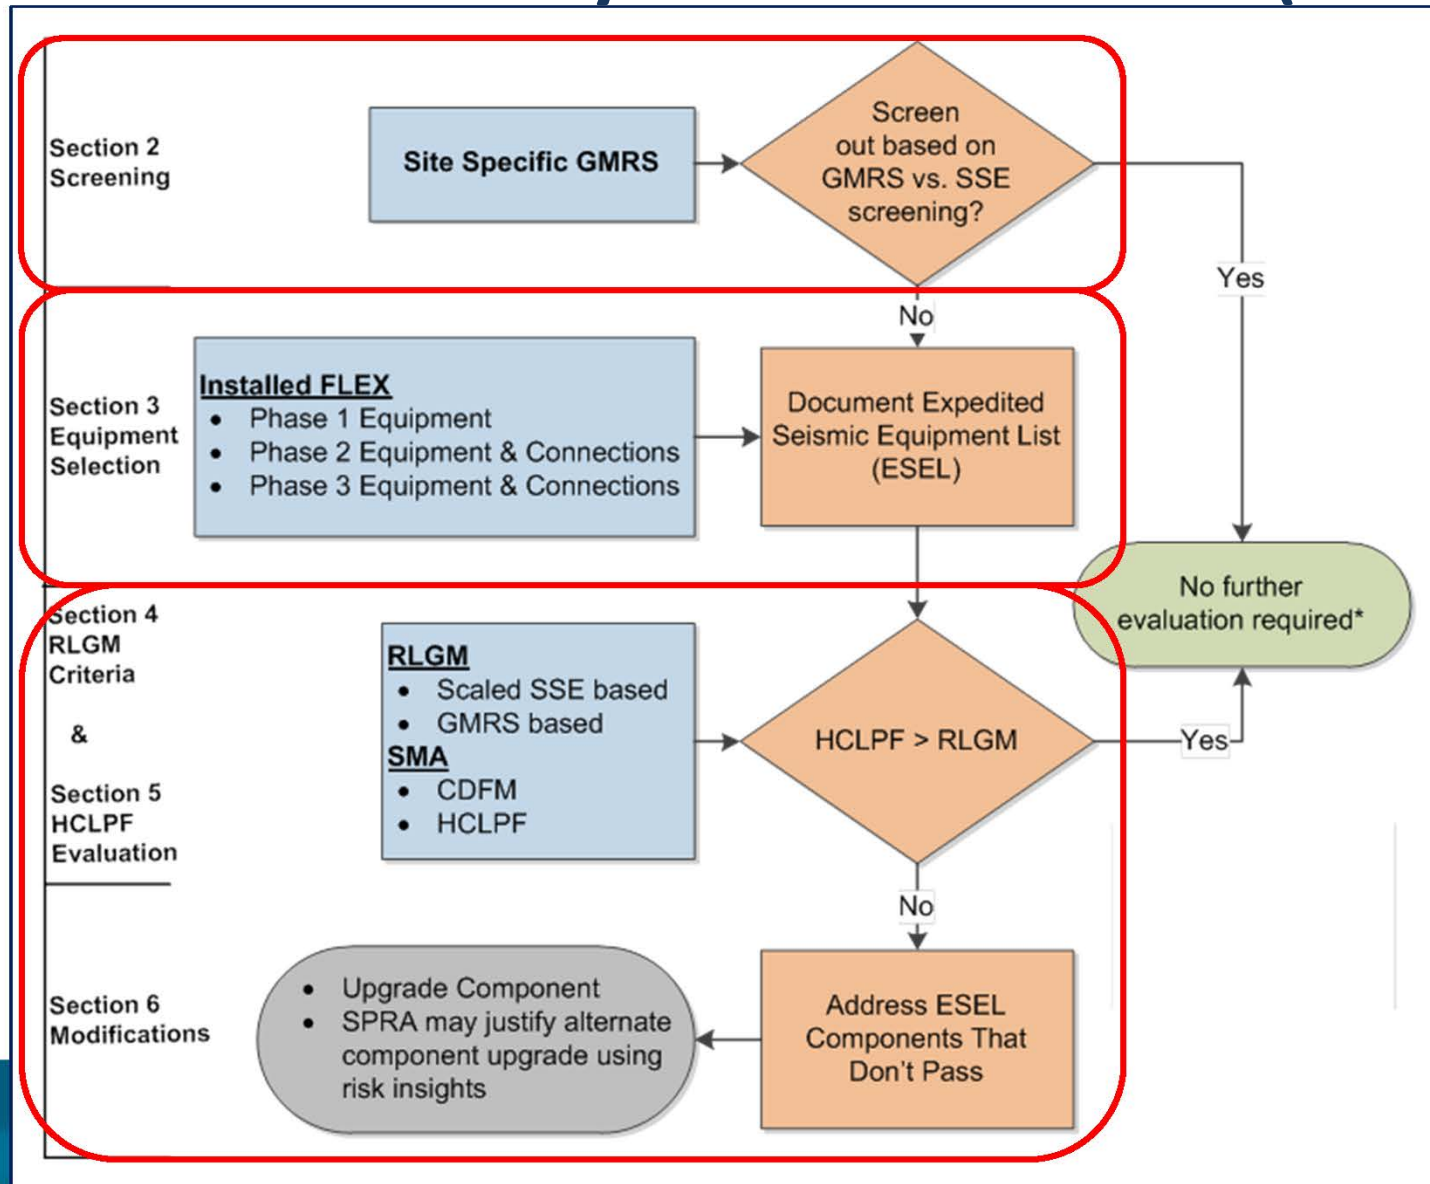 Section 2
Screening
Site Specific GMRS
Screen
out based on
GMRS vs. SSE
screening?
Yes
No
Section 3
Equipment
Selection
Installed FLEX
• Phase 1 Equipment
• Phase 2 Equipment & Connections
• Phase 3 Equipment & Connections
Document Expedited
Seismic Equipment List
(ESEL)
No further
evaluation required*
Section 4
RLGM
Criteria
&
Section 5
HCLPF
Evaluation
RLGM
• Scaled SSE based
• GMRS based
SMA
• CDFM
• HCLPF
HCLPF > RLGM
Yes
No
Section 6
Modifications
• Upgrade Component
• SPRA may justify alternate
component upgrade using
risk insights
Address ESEL
Components That
Don't Pass